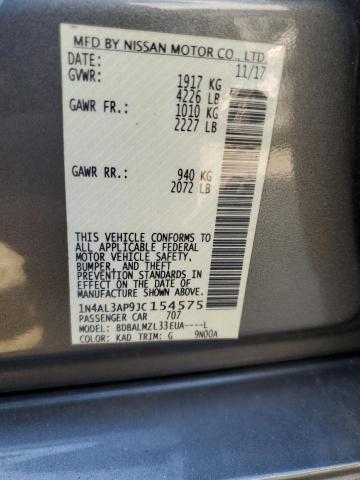 MFD BY NISSAN MOTOR CO., LTD
DATE: 11/17
GVWR: 1917 KG
4226 LB
GAWR FR: 1010 KG
2227 LB
GAWR RR: 940 KG
2072 LB
THIS VEHICLE CONFORMS TO
ALL APPLICABLE FEDERAL
MOTOR VEHICLE SAFETY,
BUMPER, AND THEFT
PREVENTION STANDARDS IN
EFFECT ON THE DATE OF
MANUFACTURE SHOWN ABOVE.
1N4AL3AP9JC154575
PASSENGER CAR 707
MODEL: BDBALMZL33EUA----L
COLOR: KAD TRIM: G 9N00A